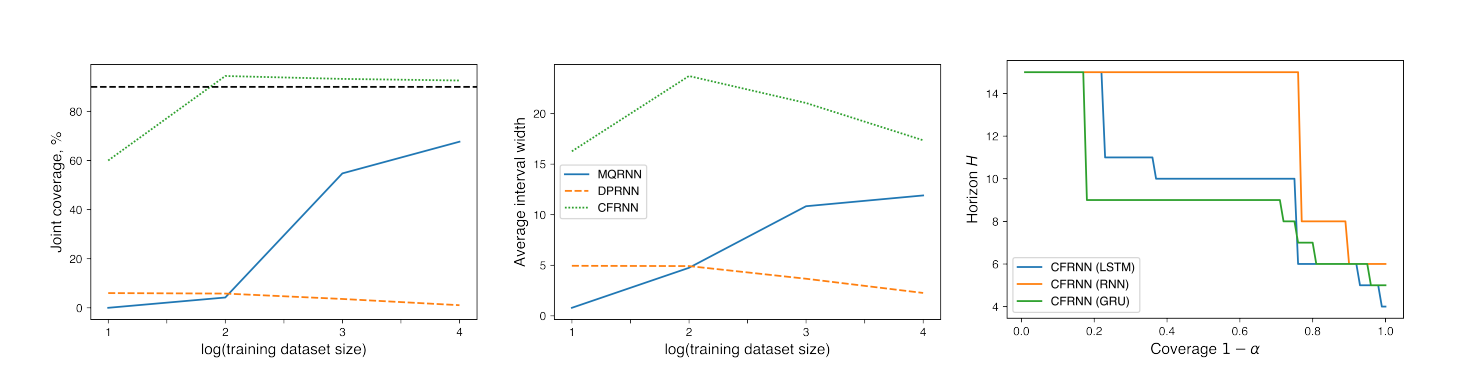 80
60
40
20
0
Joint coverage, %
1 2 3 4
log(training dataset size)
20
15
10
5
0
Average interval width
MQRNN
DPRNN
CFRNN
1 2 3 4
log(training dataset size)
14
12
10
8
6
4
Horizon H
CFRNN (LSTM)
CFRNN (RNN)
CFRNN (GRU)
0.0 0.2 0.4 0.6 0.8 1.0
Coverage 1 − α